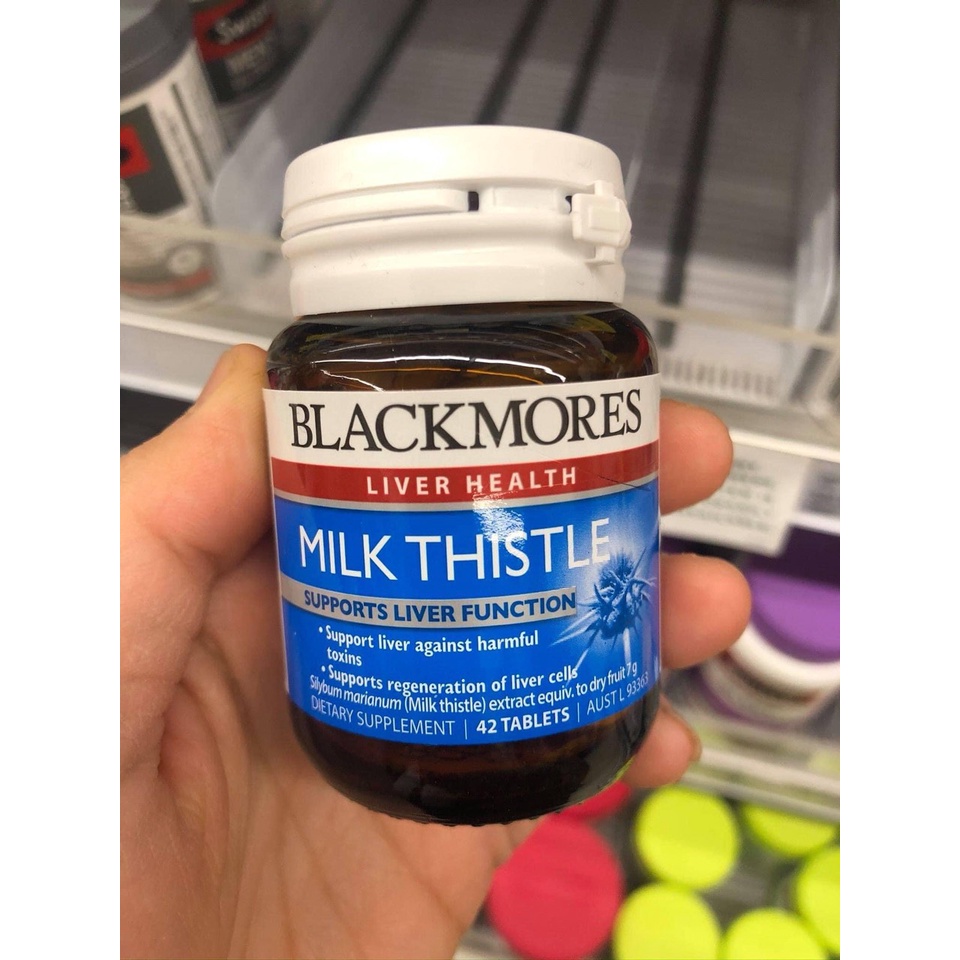 BLACKMORES
LIVER HEALTH
MILK THISTLE
SUPPORTS LIVER FUNCTION
• Support liver against harmful
toxins
• Supports regeneration of liver cells
Silybum marianum (Milk thistle) extract equiv. to dry fruit 7 g
DIETARY SUPPLEMENT | 42 TABLETS | AUST L 93363